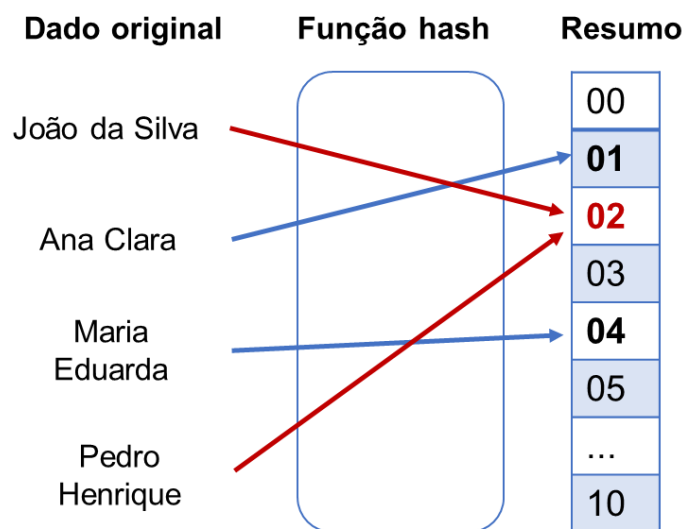 Dado original
Função hash
Resumo
João da Silva
Ana Clara
Maria
Eduarda
Pedro
Henrique
00
01
02
03
04
05
...
10